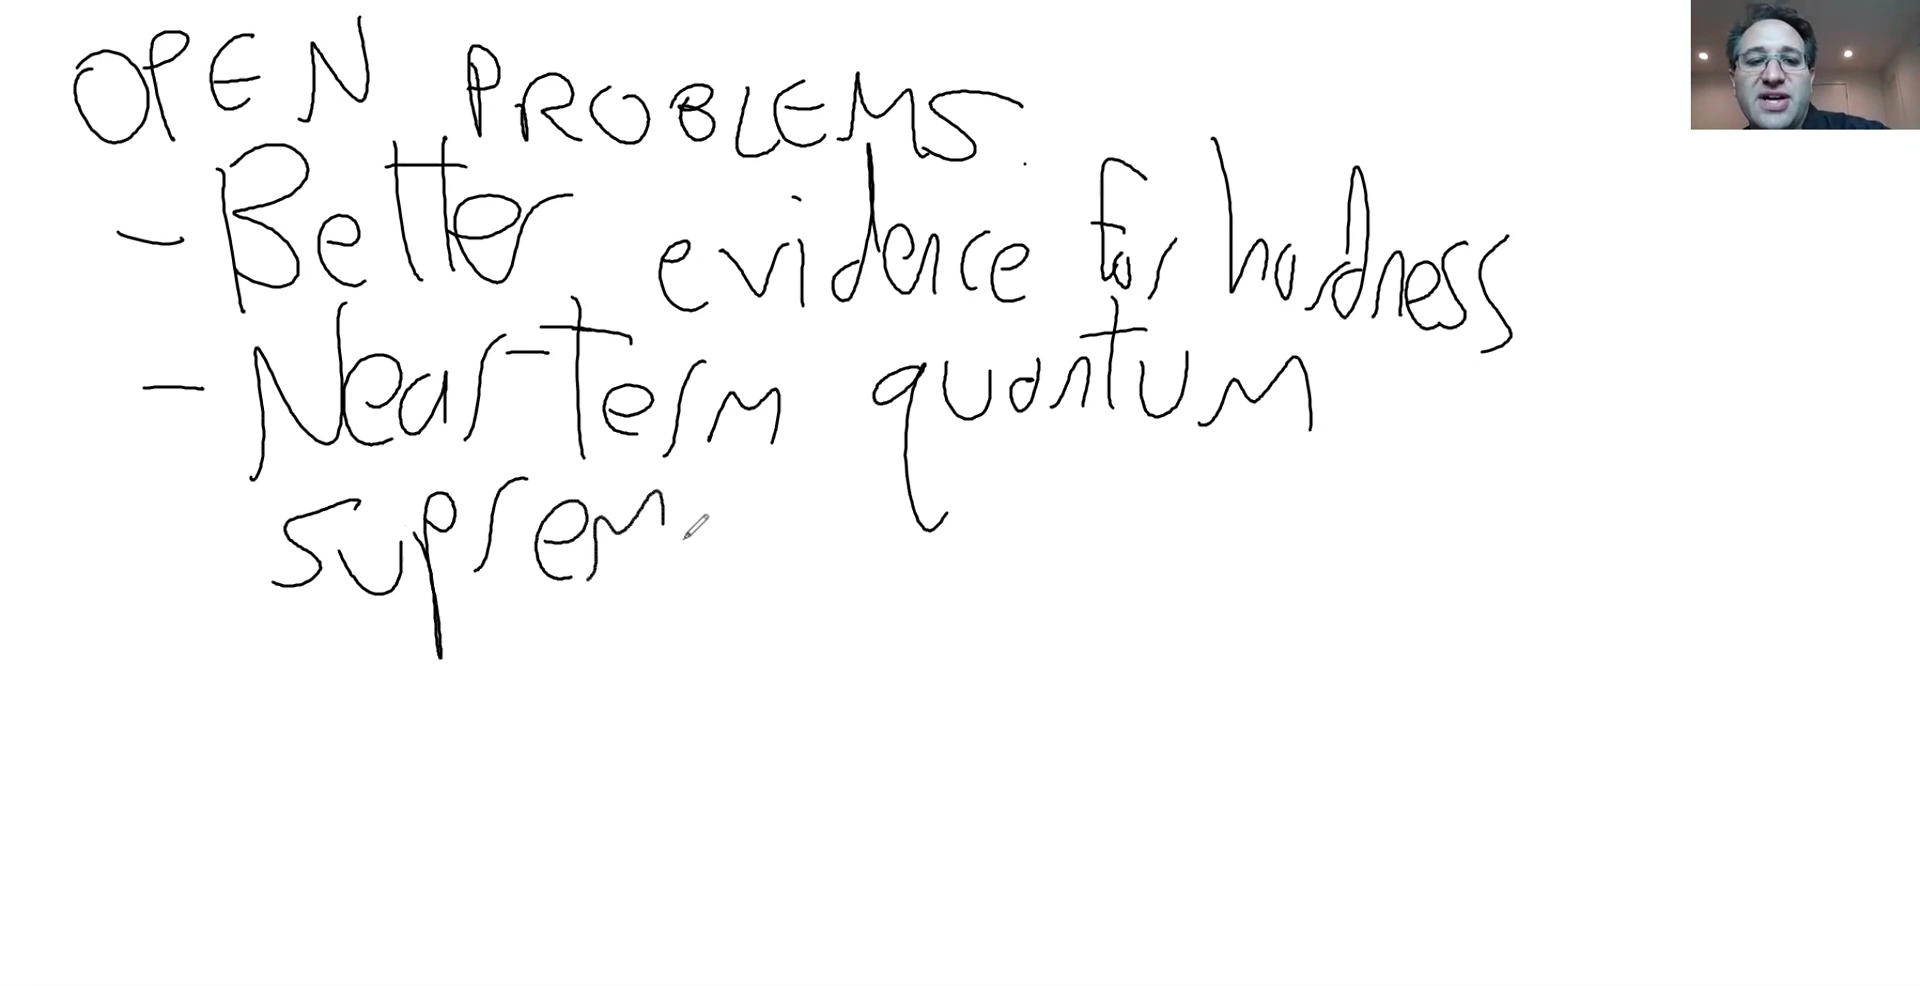 OPEN PROBLEMS
- Better evidence for hardness
- Near-term quantum
suprem